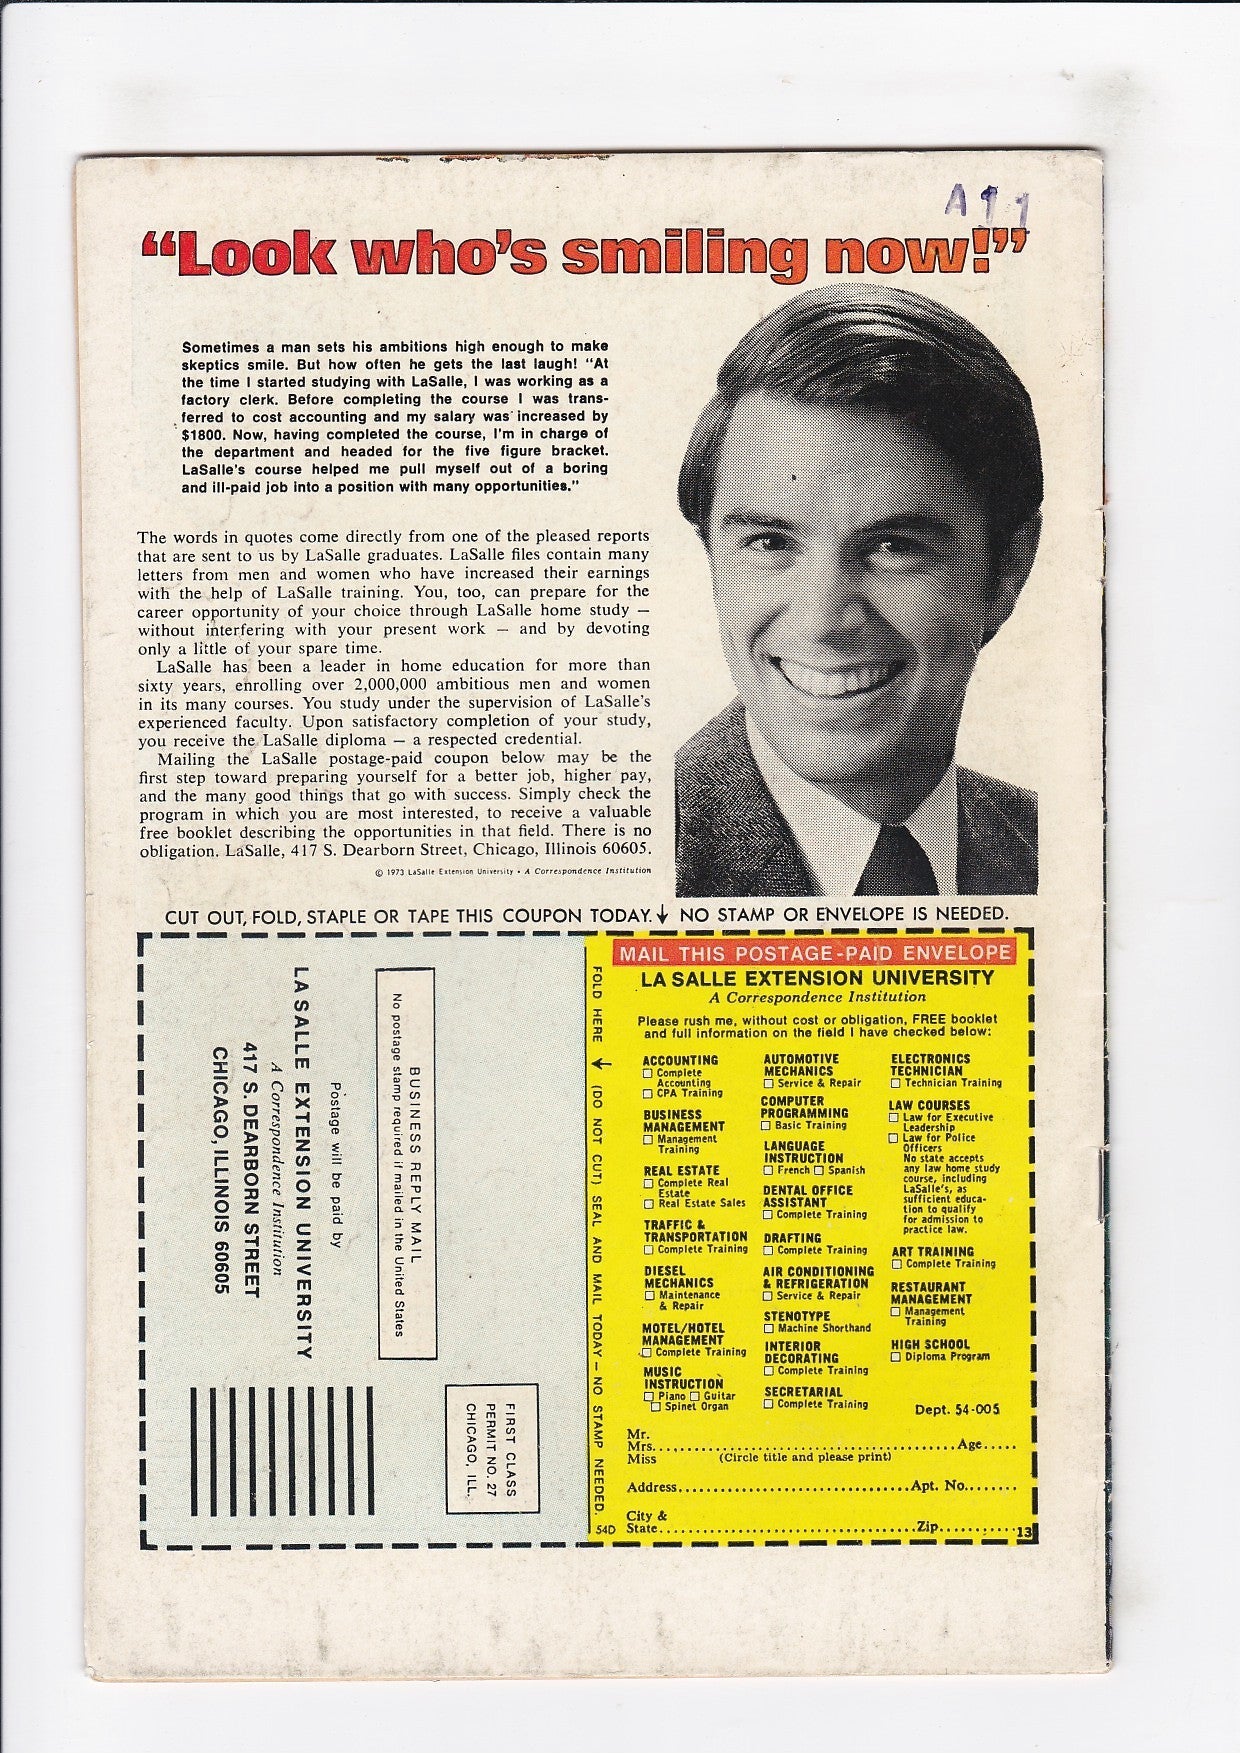 A11
“Look who's smiling now!”
Sometimes a man sets his ambitions high enough to make
skeptics smile. But how often he gets the last laugh! “At
the time I started studying with LaSalle, I was working as a
factory clerk. Before completing the course I was trans-
ferred to cost accounting and my salary was increased by
$1800. Now, having completed the course, I'm in charge of
the department and headed for the five figure bracket.
LaSalle's course helped me pull myself out of a boring
and ill-paid job into a position with many opportunities.”
The words in quotes come directly from one of the pleased reports
that are sent to us by LaSalle graduates. LaSalle files contain many
letters from men and women who have increased their earnings
with the help of LaSalle training. You, too, can prepare for the
career opportunity of your choice through LaSalle home study —
without interfering with your present work — and by devoting
only a little of your spare time.
LaSalle has been a leader in home education for more than
sixty years, enrolling over 2,000,000 ambitious men and women
in its many courses. You study under the supervision of LaSalle's
experienced faculty. Upon satisfactory completion of your study,
you receive the LaSalle diploma — a respected credential.
Mailing the LaSalle postage-paid coupon below may be the
first step toward preparing yourself for a better job, higher pay,
and the many good things that go with success. Simply check the
program in which you are most interested, to receive a valuable
free booklet describing the opportunities in that field. There is no
obligation. LaSalle, 417 S. Dearborn Street, Chicago, Illinois 60605.
© 1973 LaSalle Extension University • A Correspondence Institution
CUT OUT, FOLD, STAPLE OR TAPE THIS COUPON TODAY.↓ NO STAMP OR ENVELOPE IS NEEDED.
FIRST CLASS
PERMIT NO. 27
CHICAGO, ILL.
BUSINESS REPLY MAIL
No postage stamp required if mailed in the United States
Postage will be paid by
LA SALLE EXTENSION UNIVERSITY
A Correspondence Institution
417 S. DEARBORN STREET
CHICAGO, ILLINOIS 60605
FOLD HERE ↓ (DO NOT CUT) SEAL AND MAIL TODAY — NO STAMP NEEDED.
54D
MAIL THIS POSTAGE-PAID ENVELOPE
LA SALLE EXTENSION UNIVERSITY
A Correspondence Institution
Please rush me, without cost or obligation, FREE booklet
and full information on the field I have checked below:
ACCOUNTING
☐ Complete
Accounting
☐ CPA Training
BUSINESS
MANAGEMENT
☐ Management
Training
REAL ESTATE
☐ Complete Real
Estate
☐ Real Estate Sales
TRAFFIC &
TRANSPORTATION
☐ Complete Training
DIESEL
MECHANICS
☐ Maintenance
& Repair
MOTEL/HOTEL
MANAGEMENT
☐ Complete Training
MUSIC
INSTRUCTION
☐ Piano ☐ Guitar
☐ Spinet Organ
AUTOMOTIVE
MECHANICS
☐ Service & Repair
COMPUTER
PROGRAMMING
☐ Basic Training
LANGUAGE
INSTRUCTION
☐ French ☐ Spanish
DENTAL OFFICE
ASSISTANT
☐ Complete Training
DRAFTING
☐ Complete Training
AIR CONDITIONING
& REFRIGERATION
☐ Service & Repair
STENOTYPE
☐ Machine Shorthand
INTERIOR
DECORATING
☐ Complete Training
SECRETARIAL
☐ Complete Training
ELECTRONICS
TECHNICIAN
☐ Technician Training
LAW COURSES
☐ Law for Executive
Leadership
☐ Law for Police
Officers
No state accepts
any law home study
course, including
LaSalle's, as
sufficient educa-
tion to qualify
for admission to
practice law.
ART TRAINING
☐ Complete Training
RESTAURANT
MANAGEMENT
☐ Management
Training
HIGH SCHOOL
☐ Diploma Program
Dept. 54-005
Mr.
Mrs. Age
Miss (Circle title and please print)
Address Apt. No.
City &
State Zip 13